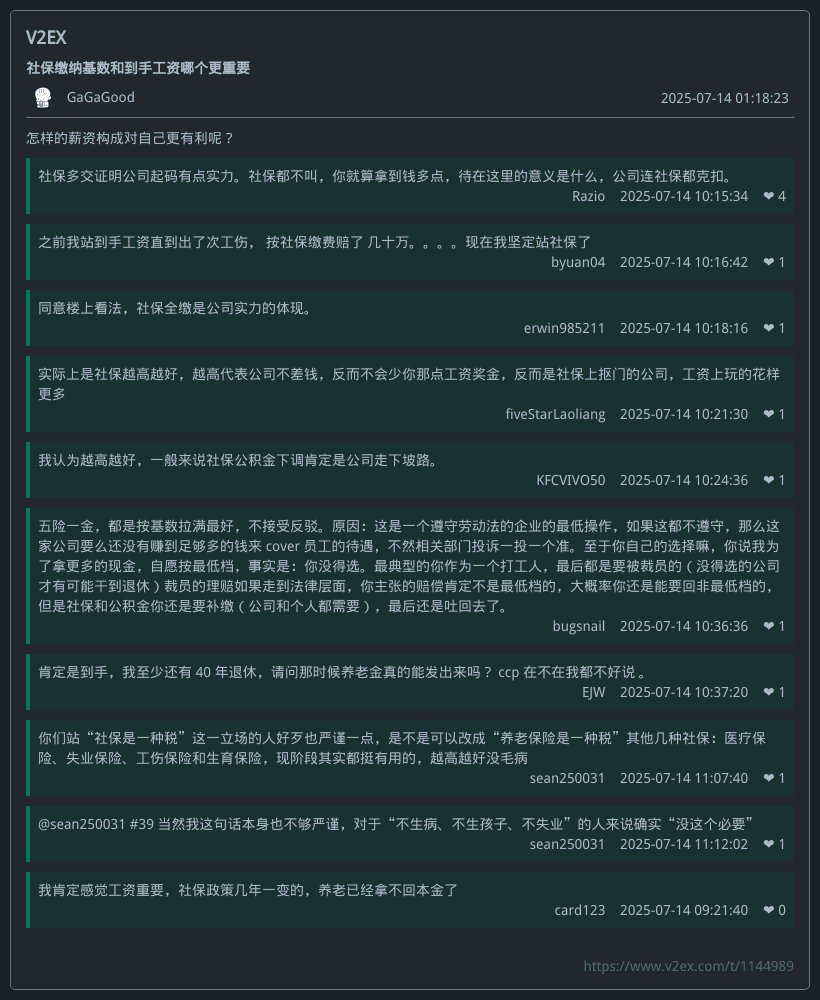 V2EX
社保缴纳基数和到手工资哪个更重要
GaGaGood 2025-07-14 01:18:23
怎样的薪资构成对自己更有利呢？
社保多交证明公司起码有点实力。社保都不叫，你就算拿到钱多点，待在这里的意义是什么，公司连社保都克扣。
Razio 2025-07-14 10:15:34 ❤ 4
之前我站到手工资直到出了次工伤， 按社保缴费赔了 几十万。。。。现在我坚定站社保了
byuan04 2025-07-14 10:16:42 ❤ 1
同意楼上看法，社保全缴是公司实力的体现。
erwin985211 2025-07-14 10:18:16 ❤ 1
实际上是社保越高越好，越高代表公司不差钱，反而不会少你那点工资奖金，反而是社保上抠门的公司，工资上玩的花样
更多
fiveStarLaoliang 2025-07-14 10:21:30 ❤ 1
我认为越高越好，一般来说社保公积金下调肯定是公司走下坡路。
KFCVIVO50 2025-07-14 10:24:36 ❤ 1
五险一金，都是按基数拉满最好，不接受反驳。原因：这是一个遵守劳动法的企业的最低操作，如果这都不遵守，那么这
家公司要么还没有赚到足够多的钱来 cover 员工的待遇，不然相关部门投诉一投一个准。至于你自己的选择嘛，你说我为
了拿更多的现金，自愿按最低档，事实是：你没得选。最典型的你作为一个打工人，最后都是要被裁员的（没得选的公司
才有可能干到退休）裁员的理赔如果走到法律层面，你主张的赔偿肯定不是最低档的，大概率你还是能要回非最低档的，
但是社保和公积金你还是要补缴（公司和个人都需要），最后还是吐回去了。
bugsnail 2025-07-14 10:36:36 ❤ 1
肯定是到手，我至少还有 40 年退休，请问那时候养老金真的能发出来吗？ ccp 在不在我都不好说 。
EJW 2025-07-14 10:37:20 ❤ 1
你们站“社保是一种税”这一立场的人好歹也严谨一点，是不是可以改成“养老保险是一种税”其他几种社保：医疗保
险、失业保险、工伤保险和生育保险，现阶段其实都挺有用的，越高越好没毛病
sean250031 2025-07-14 11:07:40 ❤ 1
@sean250031 #39 当然我这句话本身也不够严谨，对于“不生病、不生孩子、不失业”的人来说确实“没这个必要”
sean250031 2025-07-14 11:12:02 ❤ 1
我肯定感觉工资重要，社保政策几年一变的，养老已经拿不回本金了
card123 2025-07-14 09:21:40 ❤ 0
https://www.v2ex.com/t/1144989